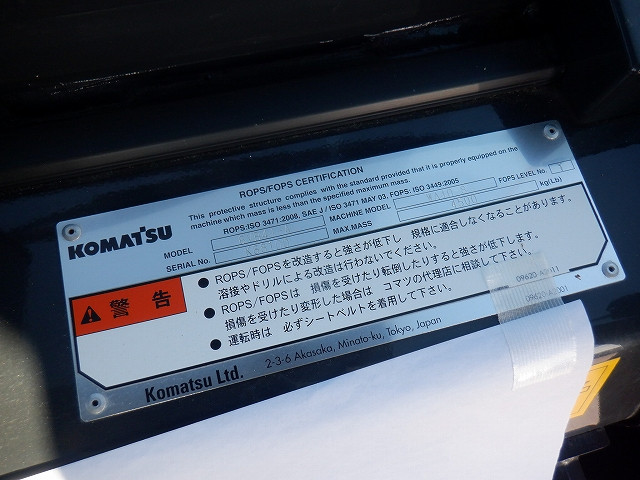 ROPS/FOPS CERTIFICATION
This protective structure complies with the standard provided that it is properly equipped on the
machine which mass is less than the specified maximum mass.
ROPS:ISO 3471:2008, SAE J / ISO 3471 MAY 03, FOPS: ISO 3449:2005
FOPS LEVEL No.
KOMATSU
MODEL
MACHINE MODEL
SERIAL No.
MAX.MASS
kg(Lb)
警告
● ROPS/FOPSを改造すると強さが低下し 規格に適合しなくなることがあります。
溶接やドリルによる改造は行わないでください。
● ROPS/FOPSは 損傷を受けたり転倒したりすると強さが低下します。
損傷を受けたり変形した場合は コマツの代理店に相談して下さい。
● 運転時は 必ずシートベルトを着用して下さい。
Komatsu Ltd.
2-3-6 Akasaka, Minato-ku, Tokyo, Japan